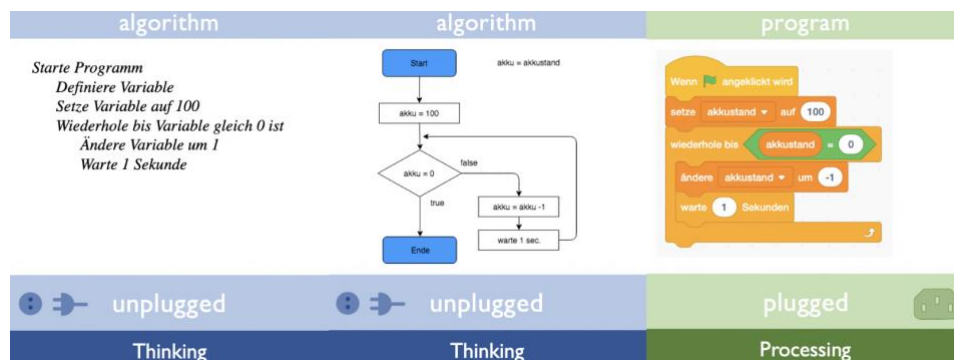 algorithm
algorithm
program
Starte Programm
Definiere Variable
Setze Variable auf 100
Wiederhole bis Variable gleich 0 ist
Ändere Variable um 1
Warte 1 Sekunde
Start
akku = akkustand
akku = 100
akku = 0
false
true
akku = akku -1
warte 1 sec.
Ende
Wenn angeklickt wird
setze akkustand auf 100
wiederhole bis akkustand = 0
ändere akkustand um -1
warte 1 Sekunden
unplugged
unplugged
plugged
Thinking
Thinking
Processing